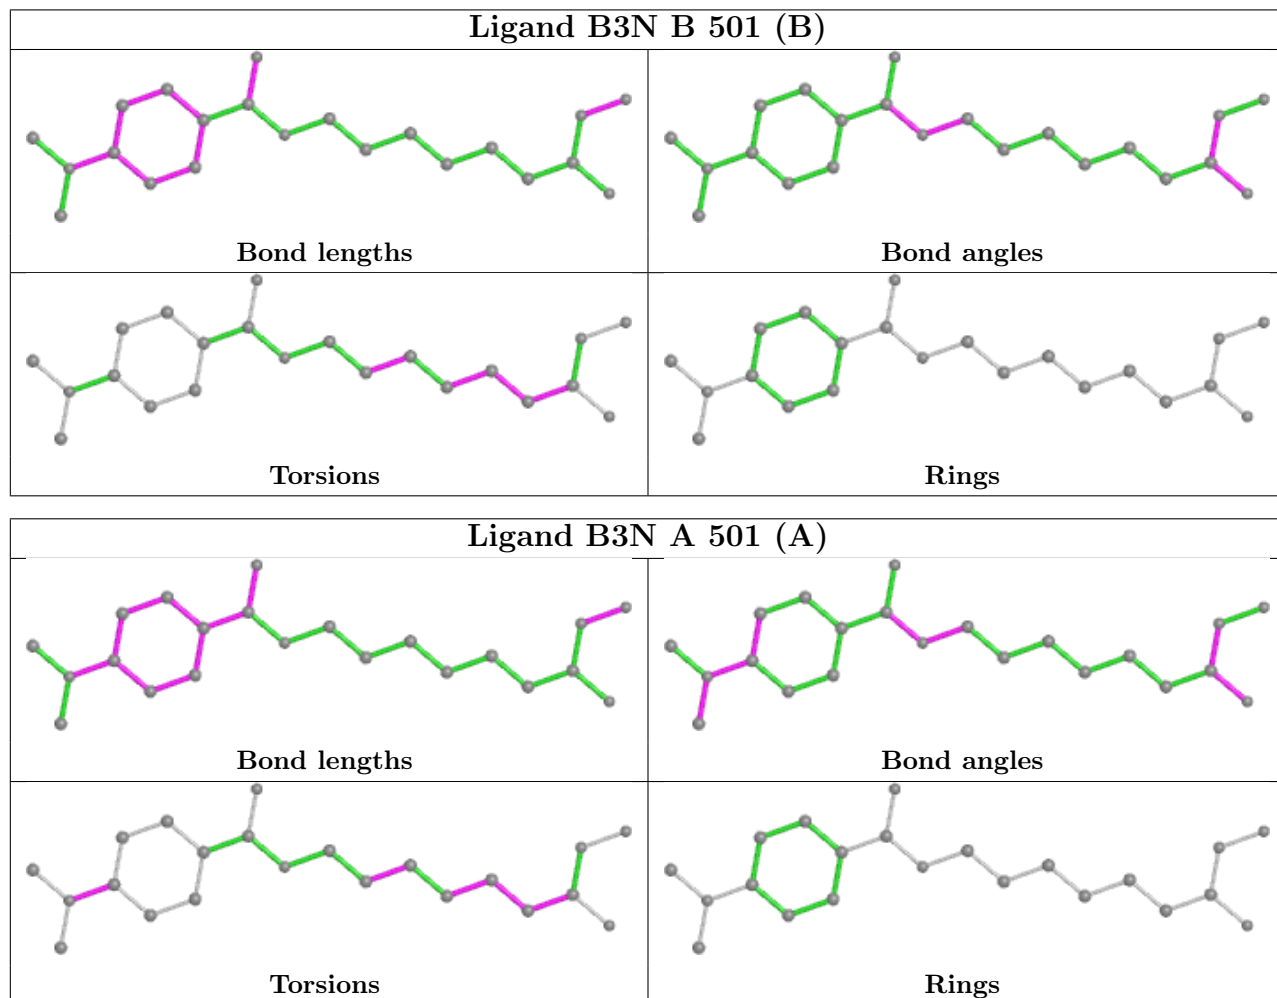 Ligand B3N B 501 (B)
Bond lengths
Bond angles
Torsions
Rings
Ligand B3N A 501 (A)
Bond lengths
Bond angles
Torsions
Rings